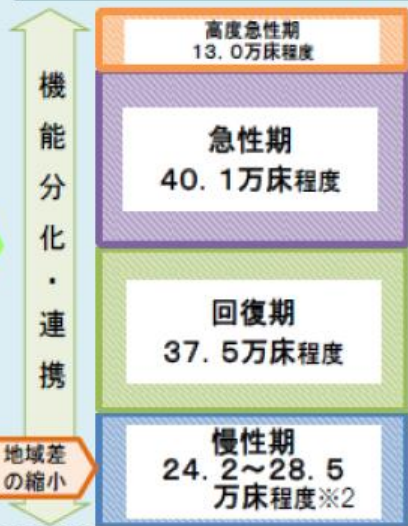 機能分化・連携
地域差
の縮小
高度急性期
13.0万床程度
急性期
40.1万床程度
回復期
37.5万床程度
慢性期
24.2～28.5
万床程度※2